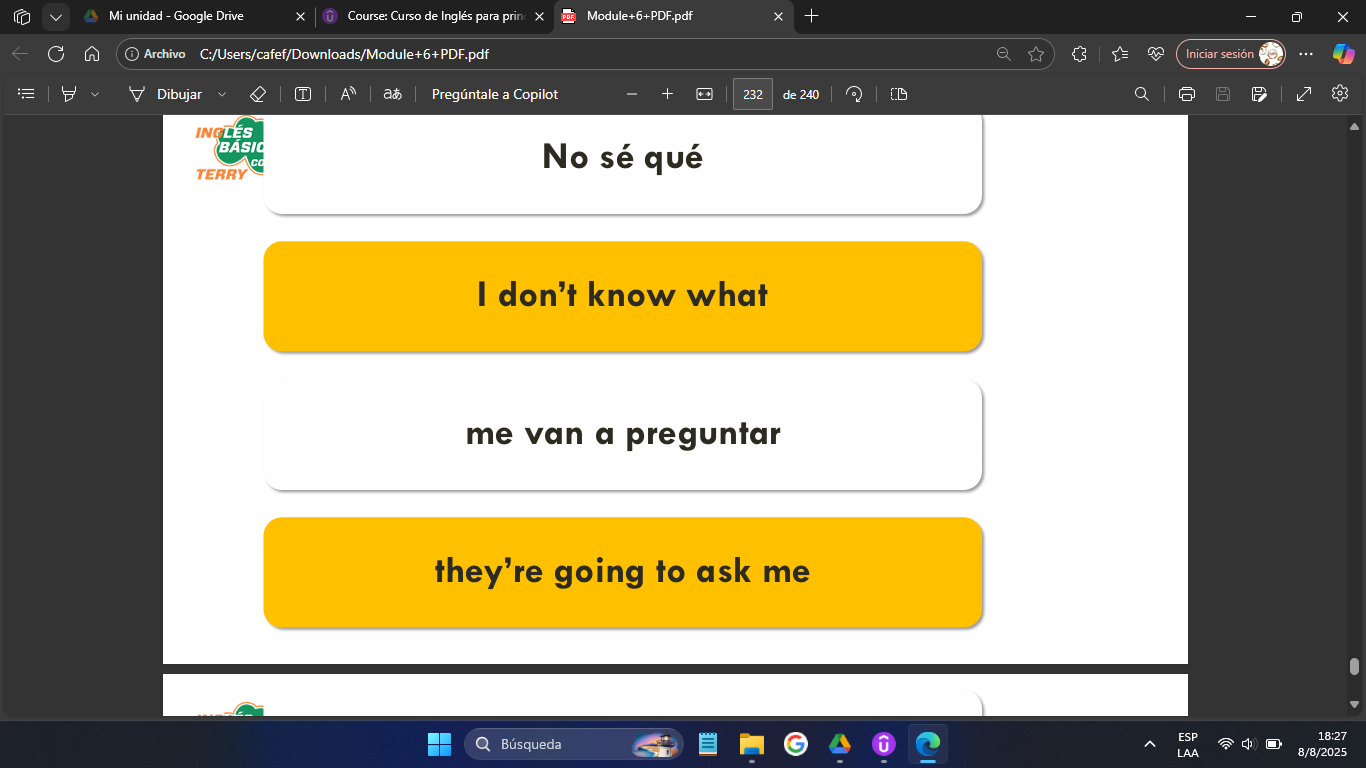 Mi unidad - Google Drive
Course: Curso de Inglés para prin
Module+6+PDF.pdf
Archivo C:/Users/cafef/Downloads/Module+6+PDF.pdf
Iniciar sesión
Dibujar
Pregúntale a Copilot
232 de 240
INGLÉS
BÁSIC
CO
TERRY
No sé qué
I don't know what
me van a preguntar
they're going to ask me
Búsqueda
ESP
LAA
18:27
8/8/2025